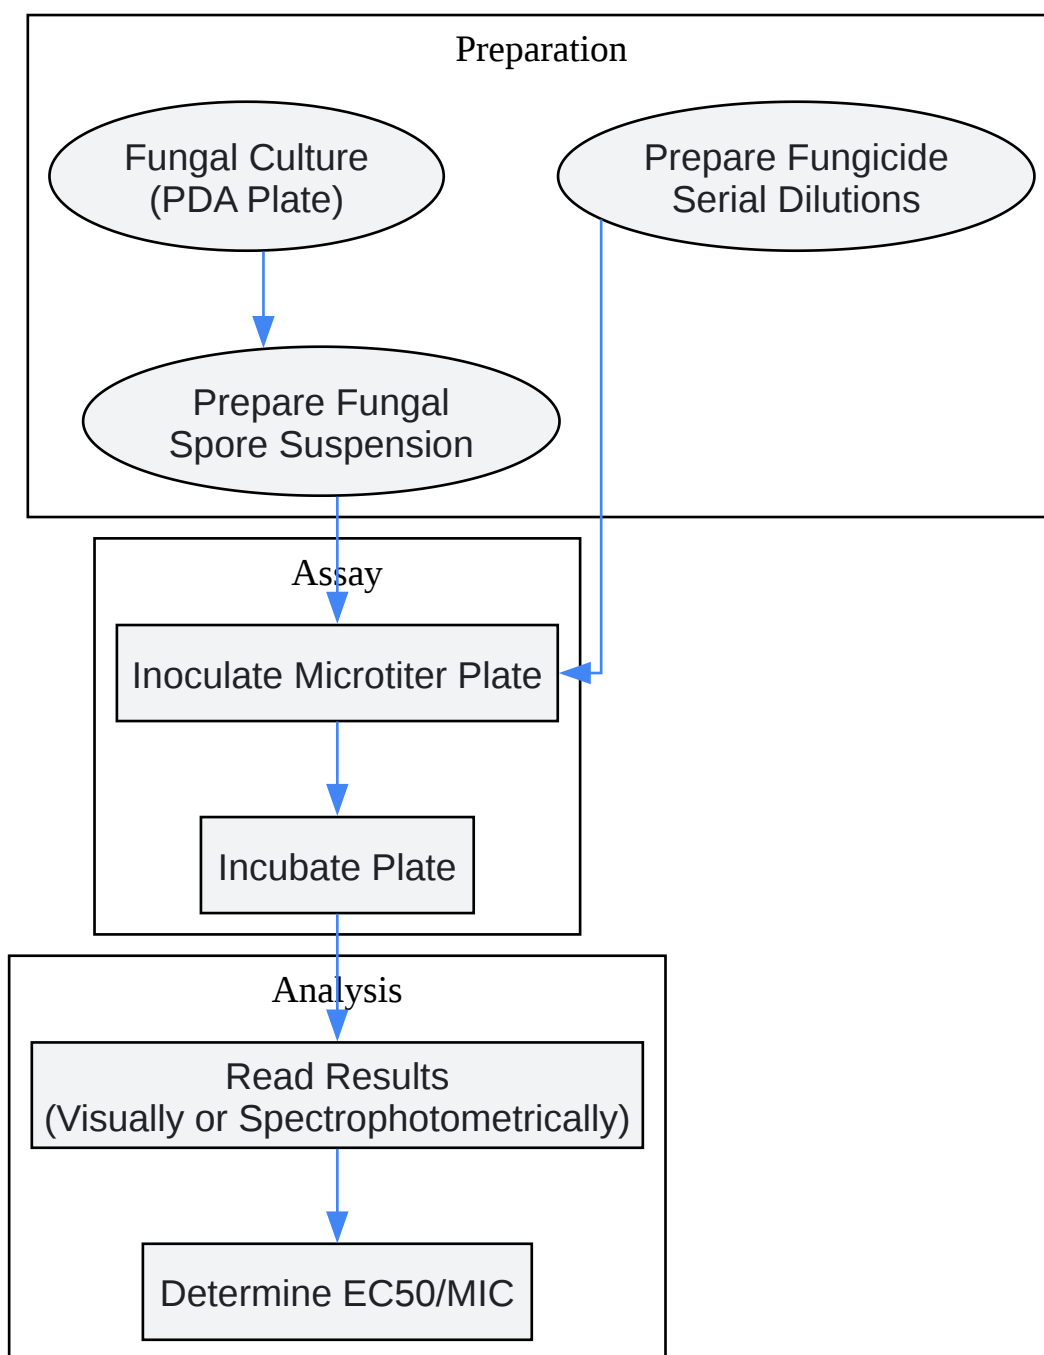 Preparation
Fungal Culture
(PDA Plate)
Prepare Fungicide
Serial Dilutions
Prepare Fungal
Spore Suspension
Assay
Inoculate Microtiter Plate
Incubate Plate
Analysis
Read Results
(Visually or Spectrophotometrically)
Determine EC50/MIC